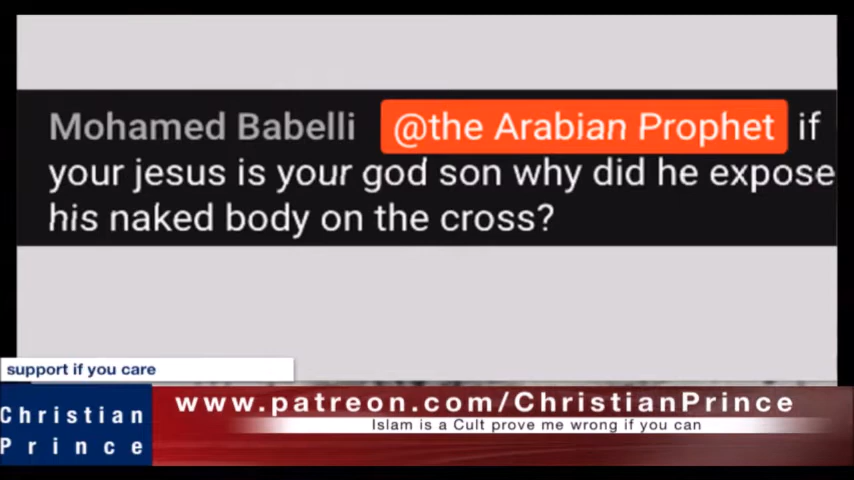 Mohamed Babelli @the Arabian Prophet if
your jesus is your god son why did he expose
his naked body on the cross?
support if you care
Christian
Prince
www.patreon.com/ChristianPrince
Islam is a Cult prove me wrong if you can